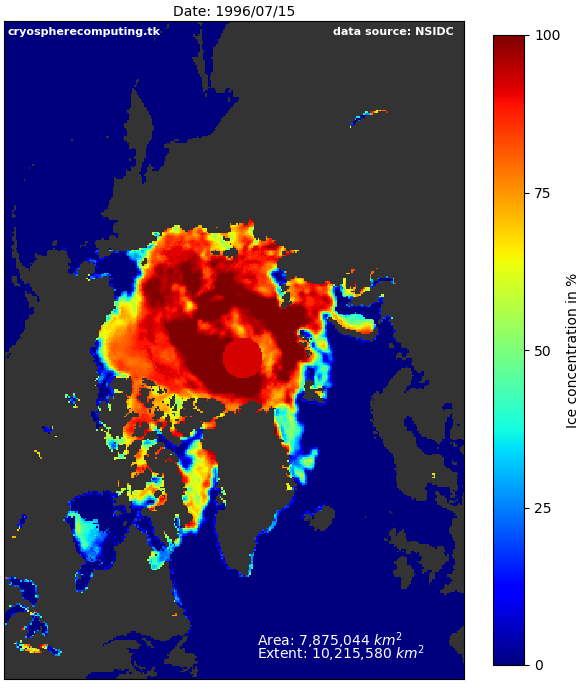 Date: 1996/07/15
cryospherecomputing.tk
data source: NSIDC
100
75
50
25
0
Ice concentration in %
Area: 7,875,044 km²
Extent: 10,215,580 km²